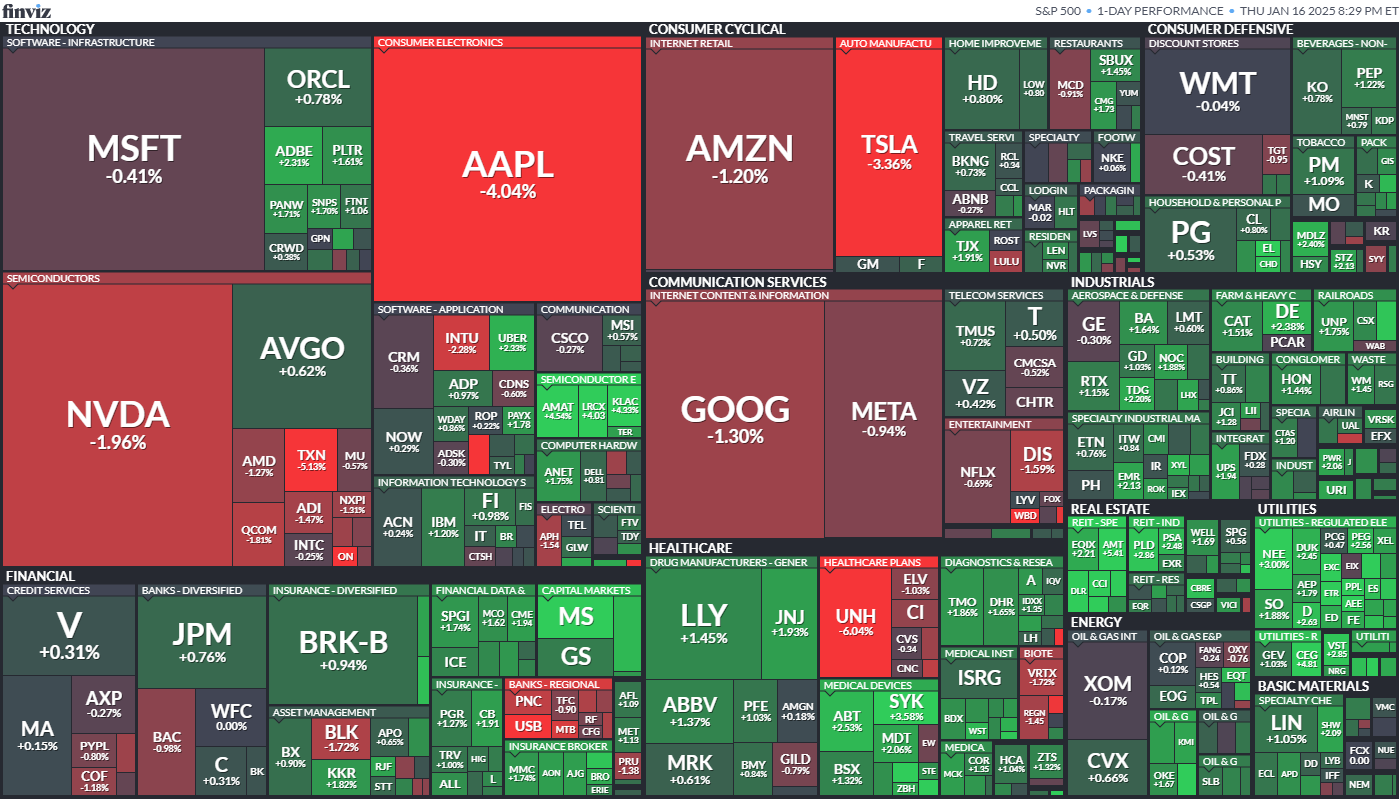 finviz
S&P 500 • 1-DAY PERFORMANCE • THU JAN 16 2025 8:29 PM ET
TECHNOLOGY
SOFTWARE - INFRASTRUCTURE
MSFT
-0.41%
ORCL
+0.78%
ADBE
+2.31%
PLTR
+1.61%
PANW
+1.71%
SNPS
+1.70%
FTNT
+1.06
CRWD
+0.38%
GPN
CONSUMER ELECTRONICS
AAPL
-4.04%
SEMICONDUCTORS
NVDA
-1.96%
AVGO
+0.62%
AMD
-1.27%
TXN
-5.13%
MU
-0.57%
QCOM
-1.81%
ADI
-1.47%
NXPI
-1.31%
INTC
-0.25%
ON
SOFTWARE - APPLICATION
CRM
-0.36%
INTU
-2.28%
UBER
+2.33%
ADP
+0.97%
CDNS
-0.60%
NOW
+0.29%
WDAY
+0.86%
ROP
+0.22%
PAYX
+1.78
ADSK
-0.30%
TYL
COMMUNICATION
CSCO
-0.27%
MSI
+0.57%
SEMICONDUCTOR E
AMAT
+4.54%
LRCX
+4.03
KLAC
+4.33%
TER
COMPUTER HARDW
ANET
+1.75%
DELL
+0.81
INFORMATION TECHNOLOGY S
ACN
+0.24%
IBM
+1.20%
FI
+0.98%
FIS
IT
BR
CTSH
ELECTRO
APH
-1.54
TEL
GLW
SCIENTI
FTV
TDY
CONSUMER CYCLICAL
INTERNET RETAIL
AMZN
-1.20%
AUTO MANUFACTU
TSLA
-3.36%
GM
F
HOME IMPROVEME
HD
+0.80%
LOW
+0.80
RESTAURANTS
MCD
-0.91%
SBUX
+1.45%
CMG
+1.73
YUM
TRAVEL SERVI
BKNG
+0.73%
RCL
+0.34
ABNB
-0.27%
CCL
SPECIALTY
FOOTW
NKE
+0.06%
LODGIN
MAR
-0.02
HLT
PACKAGIN
APPAREL RET
TJX
+1.91%
ROST
LULU
RESIDEN
LEN
NVR
LVS
CONSUMER DEFENSIVE
DISCOUNT STORES
WMT
-0.04%
COST
-0.41%
TGT
-0.95
BEVERAGES - NON-
KO
+0.78%
PEP
+1.22%
MNST
+0.79
KDP
TOBACCO
PM
+1.09%
MO
PACK
GIS
K
HOUSEHOLD & PERSONAL P
PG
+0.53%
CL
+0.80%
EL
CHD
MDLZ
+2.40%
HSY
STZ
+2.13
KR
SYY
COMMUNICATION SERVICES
INTERNET CONTENT & INFORMATION
GOOG
-1.30%
META
-0.94%
TELECOM SERVICES
TMUS
+0.72%
T
+0.50%
VZ
+0.42%
CMCSA
-0.52%
CHTR
ENTERTAINMENT
NFLX
-0.69%
DIS
-1.59%
LYV
FOX
WBD
INDUSTRIALS
AEROSPACE & DEFENSE
GE
-0.30%
BA
+1.64%
LMT
+0.60%
RTX
+1.15%
GD
+1.03%
NOC
+1.88%
TDG
+2.20%
LHX
FARM & HEAVY C
CAT
+1.51%
DE
+2.38%
PCAR
RAILROADS
UNP
+1.75%
CSX
WAB
BUILDING
TT
+0.86%
JCI
+1.28
LII
CONGLOMER
HON
+1.44%
WASTE
WM
+1.45
RSG
SPECIALTY INDUSTRIAL MA
ETN
+0.76%
ITW
+0.84
CMI
PH
EMR
+2.13
IR
XYL
ROK
IEX
INTEGRAT
UPS
+1.94
FDX
+0.28
SPECIA
CTAS
+1.20
AIRLIN
UAL
VRSK
EFX
INDUST
PWR
+2.06
J
URI
HEALTHCARE
DRUG MANUFACTURERS - GENER
LLY
+1.45%
JNJ
+1.93%
ABBV
+1.37%
PFE
+1.03%
AMGN
+0.18%
MRK
+0.61%
BMY
+0.84%
GILD
-0.79%
HEALTHCARE PLANS
UNH
-6.04%
ELV
-1.03%
CI
CVS
-0.34
CNC
MEDICAL DEVICES
ABT
+2.53%
SYK
+3.58%
MDT
+2.06%
EW
BSX
+1.32%
STE
ZBH
DIAGNOSTICS & RESEA
TMO
+1.86%
DHR
+1.65%
A
IQV
IDXX
+1.35
LH
MEDICAL INST
ISRG
BDX
WST
BIOTE
VRTX
-1.72%
REGN
-1.45
MEDICA
MCK
COR
+1.35
HCA
+1.04%
ZTS
+1.32%
REAL ESTATE
REIT - SPE
EQIX
+2.21
AMT
+5.41
DLR
CCI
REIT - IND
PLD
+2.86
PSA
+2.48
EXR
REIT - RES
EQR
WELL
+1.69
SPG
+0.56
CBRE
CSGP
VICI
UTILITIES
UTILITIES - REGULATED ELE
NEE
+3.00%
DUK
+2.45
PCG
+0.47
PEG
+2.56
XEL
EXC
EIX
SO
+1.88%
AEP
+1.79
ETR
PPL
ES
AEE
D
+2.63
ED
FE
UTILITIES - R
GEV
+1.03%
CEG
+4.81
UTILITI
VST
+2.85
NRG
ENERGY
OIL & GAS INT
XOM
-0.17%
CVX
+0.66%
OIL & GAS E&P
COP
+0.12%
FANG
-0.24
OXY
-0.76
EOG
HES
+0.54
EQT
TPL
OIL & G
KMI
OKE
+1.67
OIL & G
OIL & G
SLB
BASIC MATERIALS
SPECIALTY CHE
LIN
+1.05%
SHW
+2.09
ECL
APD
DD
LYB
IFF
VMC
FCX
0.00
NUE
NEM
FINANCIAL
CREDIT SERVICES
V
+0.31%
MA
+0.15%
AXP
-0.27%
PYPL
-0.80%
COF
-1.18%
BANKS - DIVERSIFIED
JPM
+0.76%
BAC
-0.98%
WFC
0.00%
C
+0.31%
BK
INSURANCE - DIVERSIFIED
BRK-B
+0.94%
ASSET MANAGEMENT
BX
+0.90%
BLK
-1.72%
APO
+0.65%
KKR
+1.82%
RJF
STT
FINANCIAL DATA &
SPGI
+1.74%
MCO
+1.62
CME
+1.94
ICE
CAPITAL MARKETS
MS
GS
INSURANCE -
PGR
+1.27%
CB
+1.91
TRV
+1.00%
HIG
ALL
L
BANKS - REGIONAL
PNC
TFC
-0.90
USB
MTB
RF
CFG
INSURANCE BROKER
MMC
+1.74%
AON
AJG
BRO
ERIE
AFL
+1.09
MET
+1.13
PRU
-1.38